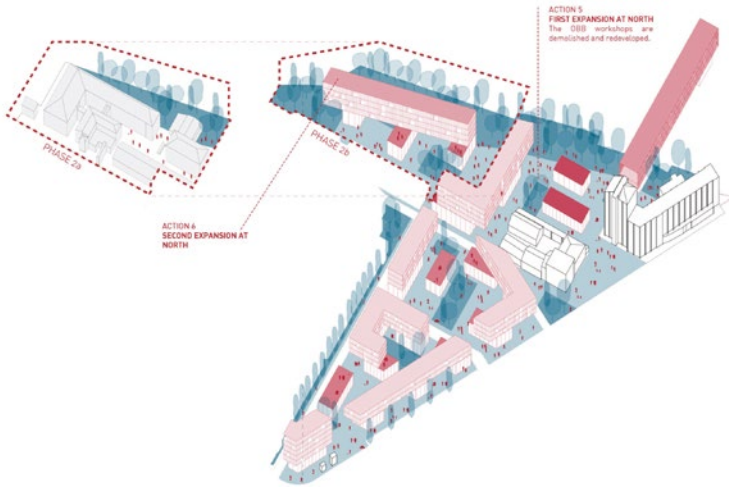 ACTION 5
FIRST EXPANSION AT NORTH
The OBB workshops are
demolished and redeveloped.
PHASE 2a
PHASE 2b
ACTION 6
SECOND EXPANSION AT
NORTH